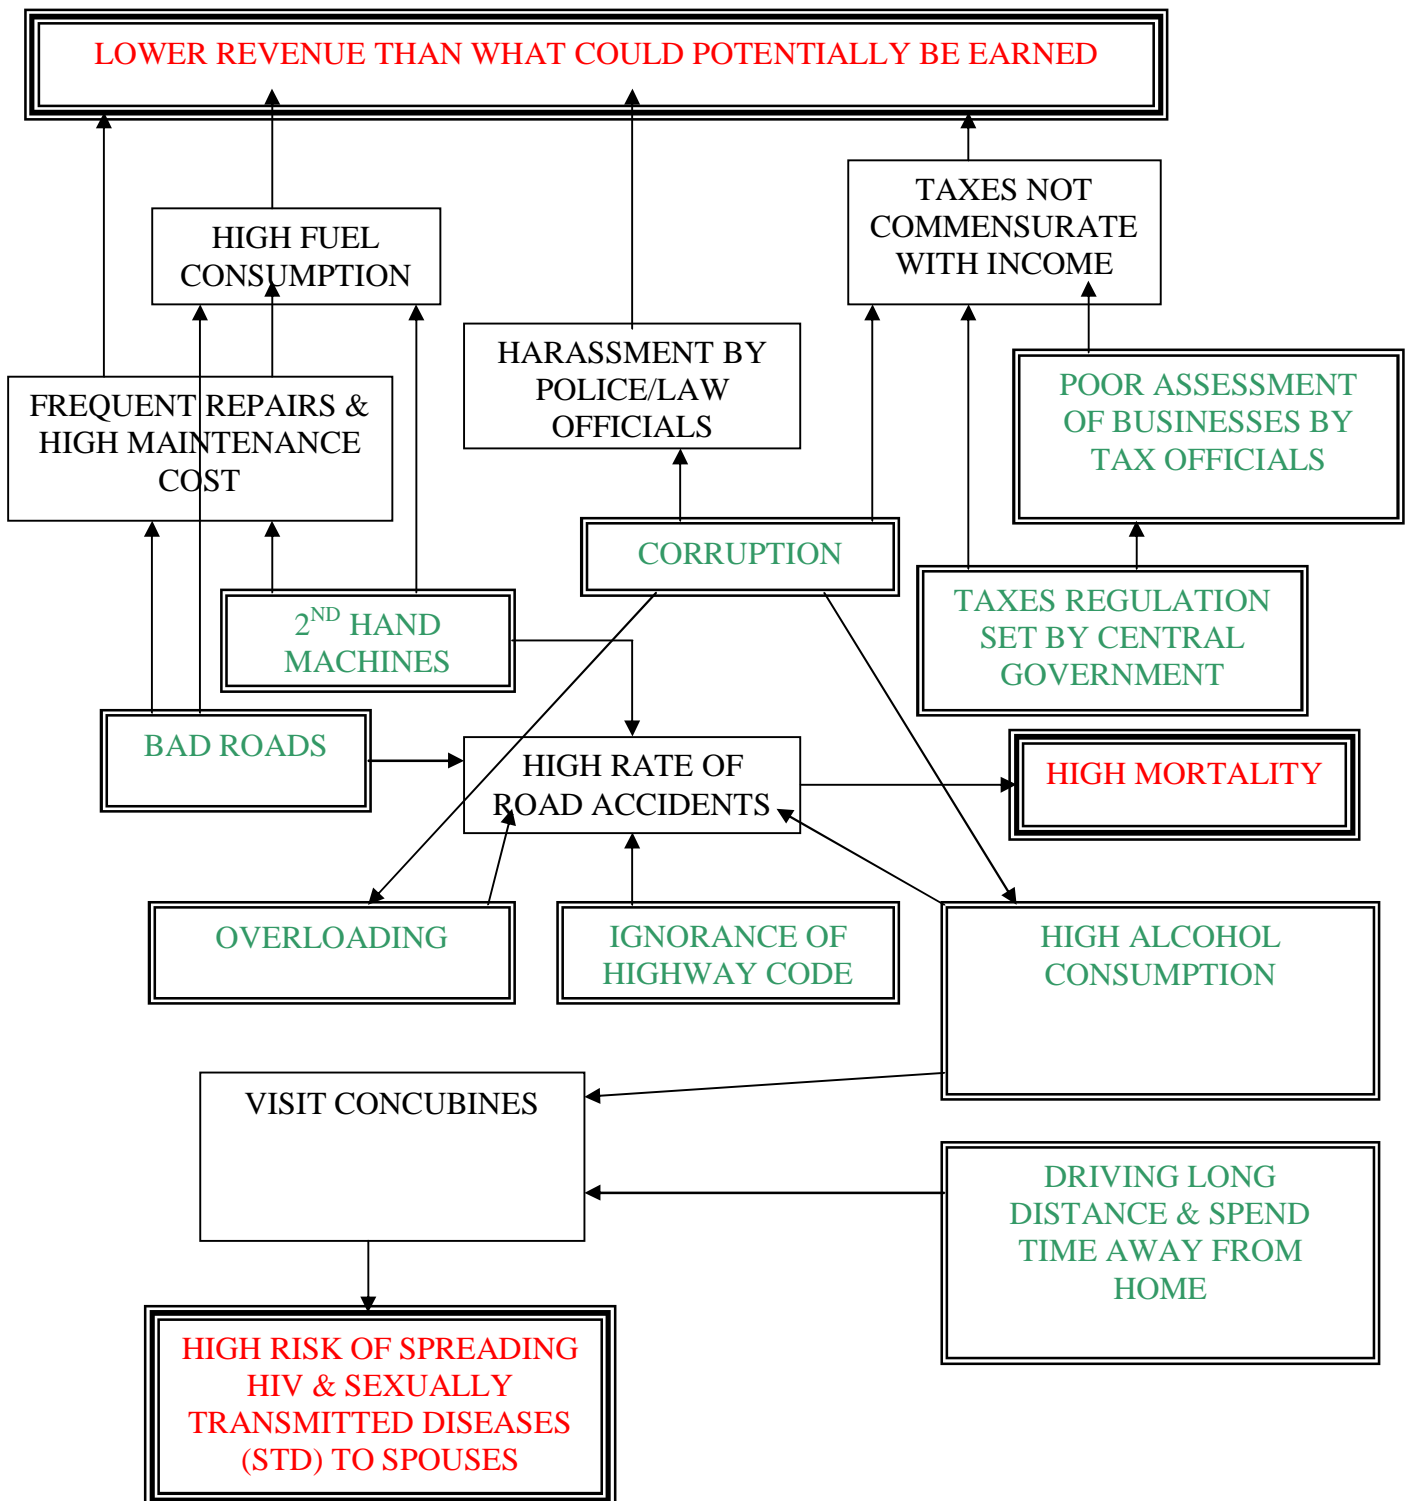 LOWER REVENUE THAN WHAT COULD POTENTIALLY BE EARNED
TAXES NOT
COMMENSURATE
WITH INCOME
HIGH FUEL
CONSUMPTION
HARASSMENT BY
POLICE/LAW
OFFICIALS
POOR ASSESSMENT
OF BUSINESSES BY
TAX OFFICIALS
FREQUENT REPAIRS &
HIGH MAINTENANCE
COST
CORRUPTION
TAXES REGULATION
SET BY CENTRAL
GOVERNMENT
2ND HAND
MACHINES
BAD ROADS
HIGH RATE OF
ROAD ACCIDENTS
HIGH MORTALITY
OVERLOADING
IGNORANCE OF
HIGHWAY CODE
HIGH ALCOHOL
CONSUMPTION
VISIT CONCUBINES
DRIVING LONG
DISTANCE & SPEND
TIME AWAY FROM
HOME
HIGH RISK OF SPREADING
HIV & SEXUALLY
TRANSMITTED DISEASES
(STD) TO SPOUSES